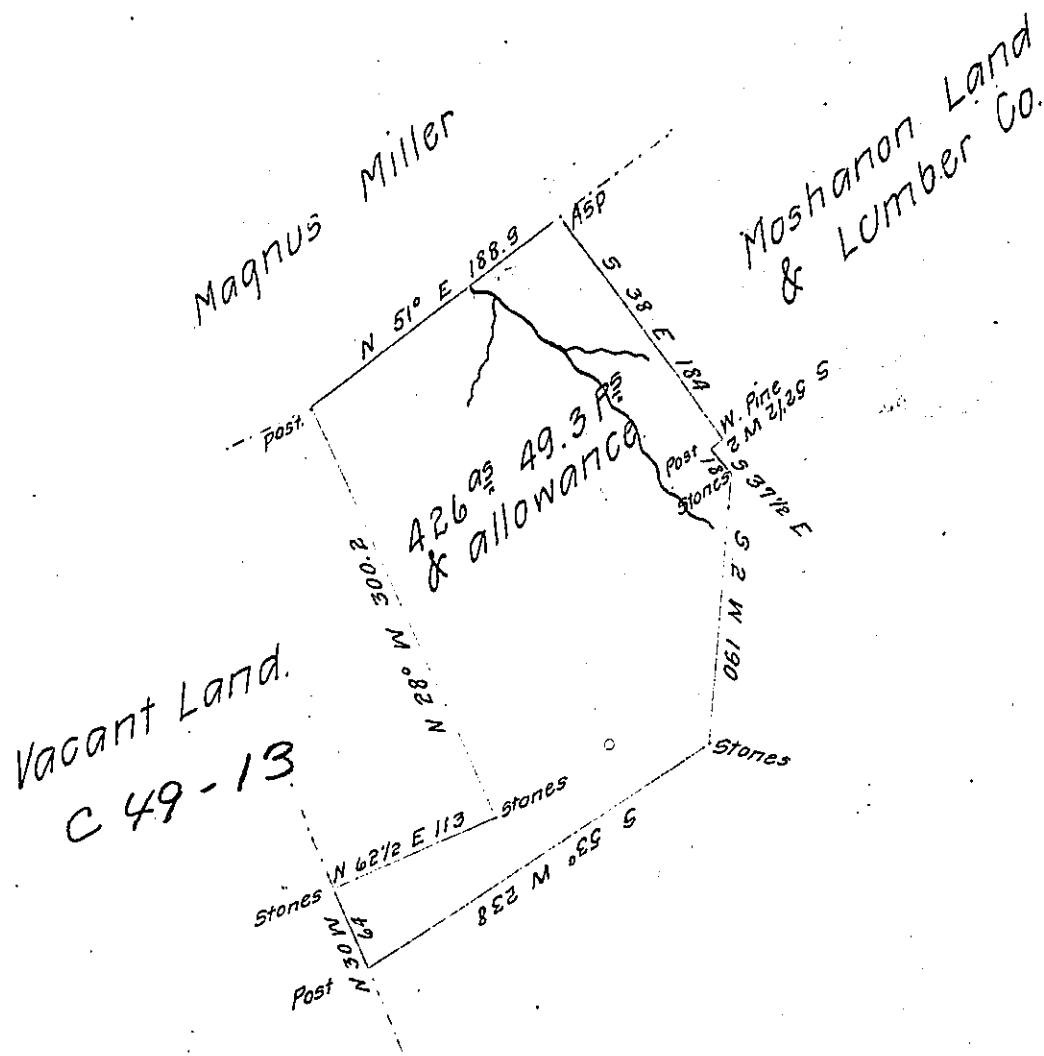 Magnus Miller
Moshanon Land
& Lumber Co.
Asp
N 51° E 188.9
S 38 E 184
post.
W. Pine
S 52 1/2 W 2
Post
18
S 37 1/2 E
Stones
426 as 49.3 Ps
& allowance
S 2 W 190
N 28° W 300.2
Vacant Land.
C 49-13
Stones
Stones
N 62 1/2 E 113
S 53° W 238
Stones
N 30 W 64
Post